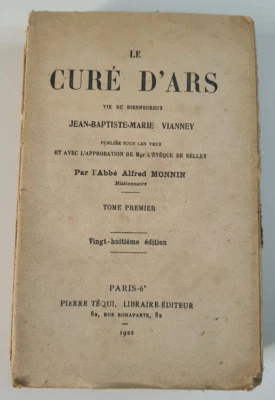 LE
CURÉ D'ARS
VIE DU BIENHEUREUX
JEAN-BAPTISTE-MARIE VIANNEY
PUBLIÉE SOUS LES YEUX
ET AVEC L'APPROBATION DE Mgr L'ÉVÊQUE DE BELLEY
Par l'Abbé Alfred MONNIN
Missionnaire
TOME PREMIER
Vingt-huitième édition
PARIS-6e
PIERRE TÉQUI, LIBRAIRE-ÉDITEUR
82, RUE BONAPARTE, 82
1922